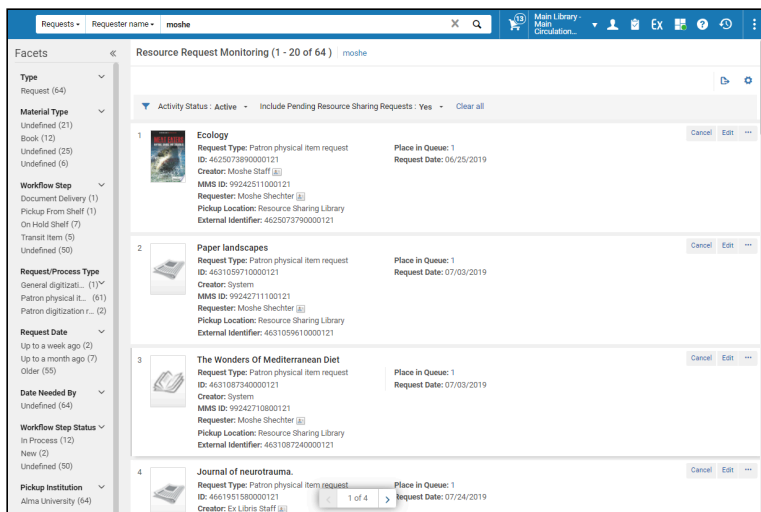 Requests
Requester name
moshe
13
Main Library -
Main
Circulation...
Facets
Resource Request Monitoring (1 - 20 of 64 )
moshe
Type
Request (64)
Material Type
Undefined (21)
Book (12)
Undefined (25)
Undefined (6)
Workflow Step
Document Delivery (1)
Pickup From Shelf (1)
On Hold Shelf (7)
Transit Item (5)
Undefined (50)
Request/Process Type
General digitizati... (1)
Patron physical it... (61)
Patron digitization r... (2)
Request Date
Up to a week ago (2)
Up to a month ago (7)
Older (55)
Date Needed By
Undefined (64)
Workflow Step Status
In Process (12)
New (2)
Undefined (50)
Pickup Institution
Alma University (64)
Activity Status : Active
Include Pending Resource Sharing Requests : Yes
Clear all
1
Ecology
Cancel Edit ...
Request Type: Patron physical item request
Place in Queue: 1
ID: 4625073890000121
Request Date: 06/25/2019
Creator: Moshe Staff
MMS ID: 99242511000121
Requester: Moshe Shechter
Pickup Location: Resource Sharing Library
External Identifier: 4625073790000121
2
Paper landscapes
Cancel Edit ...
Request Type: Patron physical item request
Place in Queue: 1
ID: 4631059710000121
Request Date: 07/03/2019
Creator: System
MMS ID: 99242711100121
Requester: Moshe Shechter
Pickup Location: Resource Sharing Library
External Identifier: 4631059610000121
3
The Wonders Of Mediterranean Diet
Cancel Edit ...
Request Type: Patron physical item request
Place in Queue: 1
ID: 4631087340000121
Request Date: 07/03/2019
Creator: System
MMS ID: 99242710800121
Requester: Moshe Shechter
Pickup Location: Resource Sharing Library
External Identifier: 4631087240000121
4
Journal of neurotrauma.
Cancel Edit ...
Request Type: Patron physical item request
Place in Queue: 1
ID: 4661951580000121
Request Date: 07/24/2019
Creator: Ex Libris Staff
1 of 4